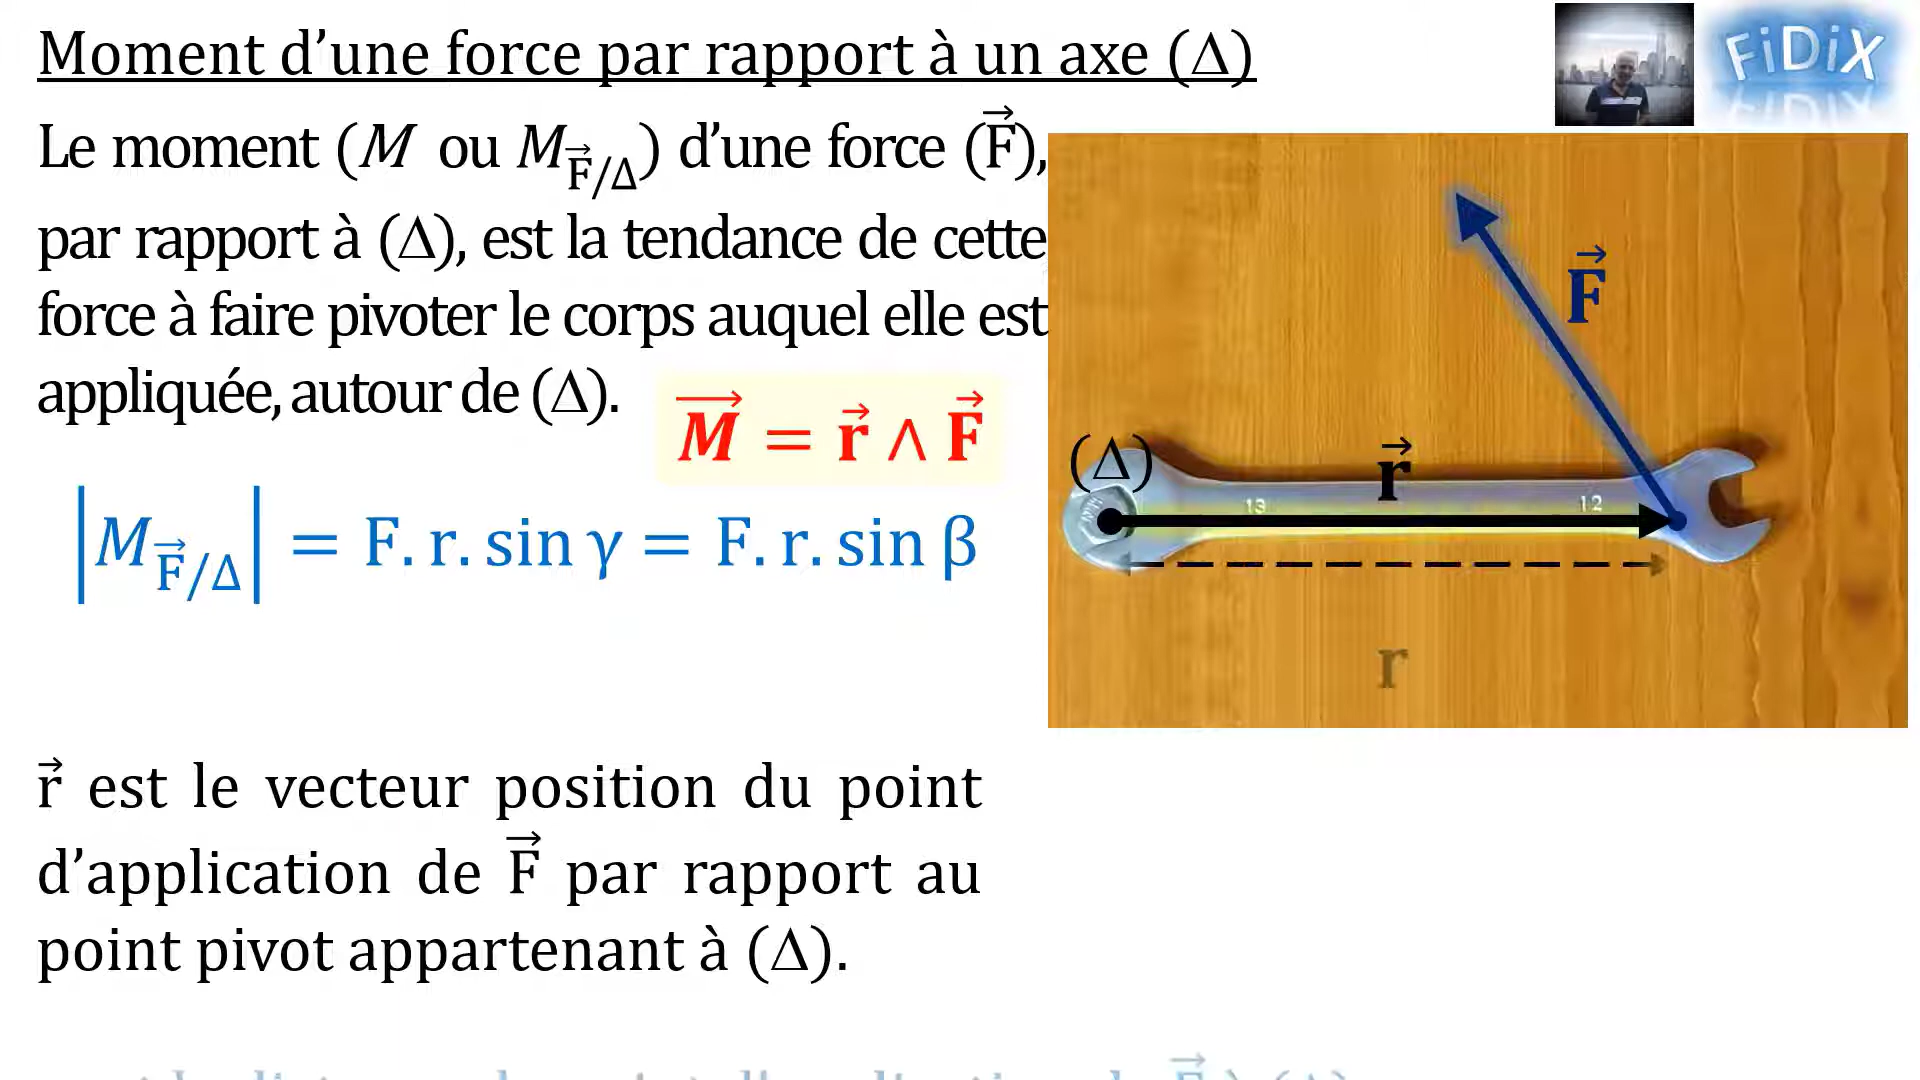 Moment d’une force par rapport à un axe (Δ)
FiDiX
Le moment (M ou M_F⃗/Δ) d’une force (F⃗),
par rapport à (Δ), est la tendance de cette
force à faire pivoter le corps auquel elle est
appliquée, autour de (Δ).
M⃗ = r⃗ ∧ F⃗
|M_F⃗/Δ| = F. r. sin γ = F. r. sin β
F⃗
(Δ)
r⃗
13
12
r
r⃗ est le vecteur position du point
d’application de F⃗ par rapport au
point pivot appartenant à (Δ).